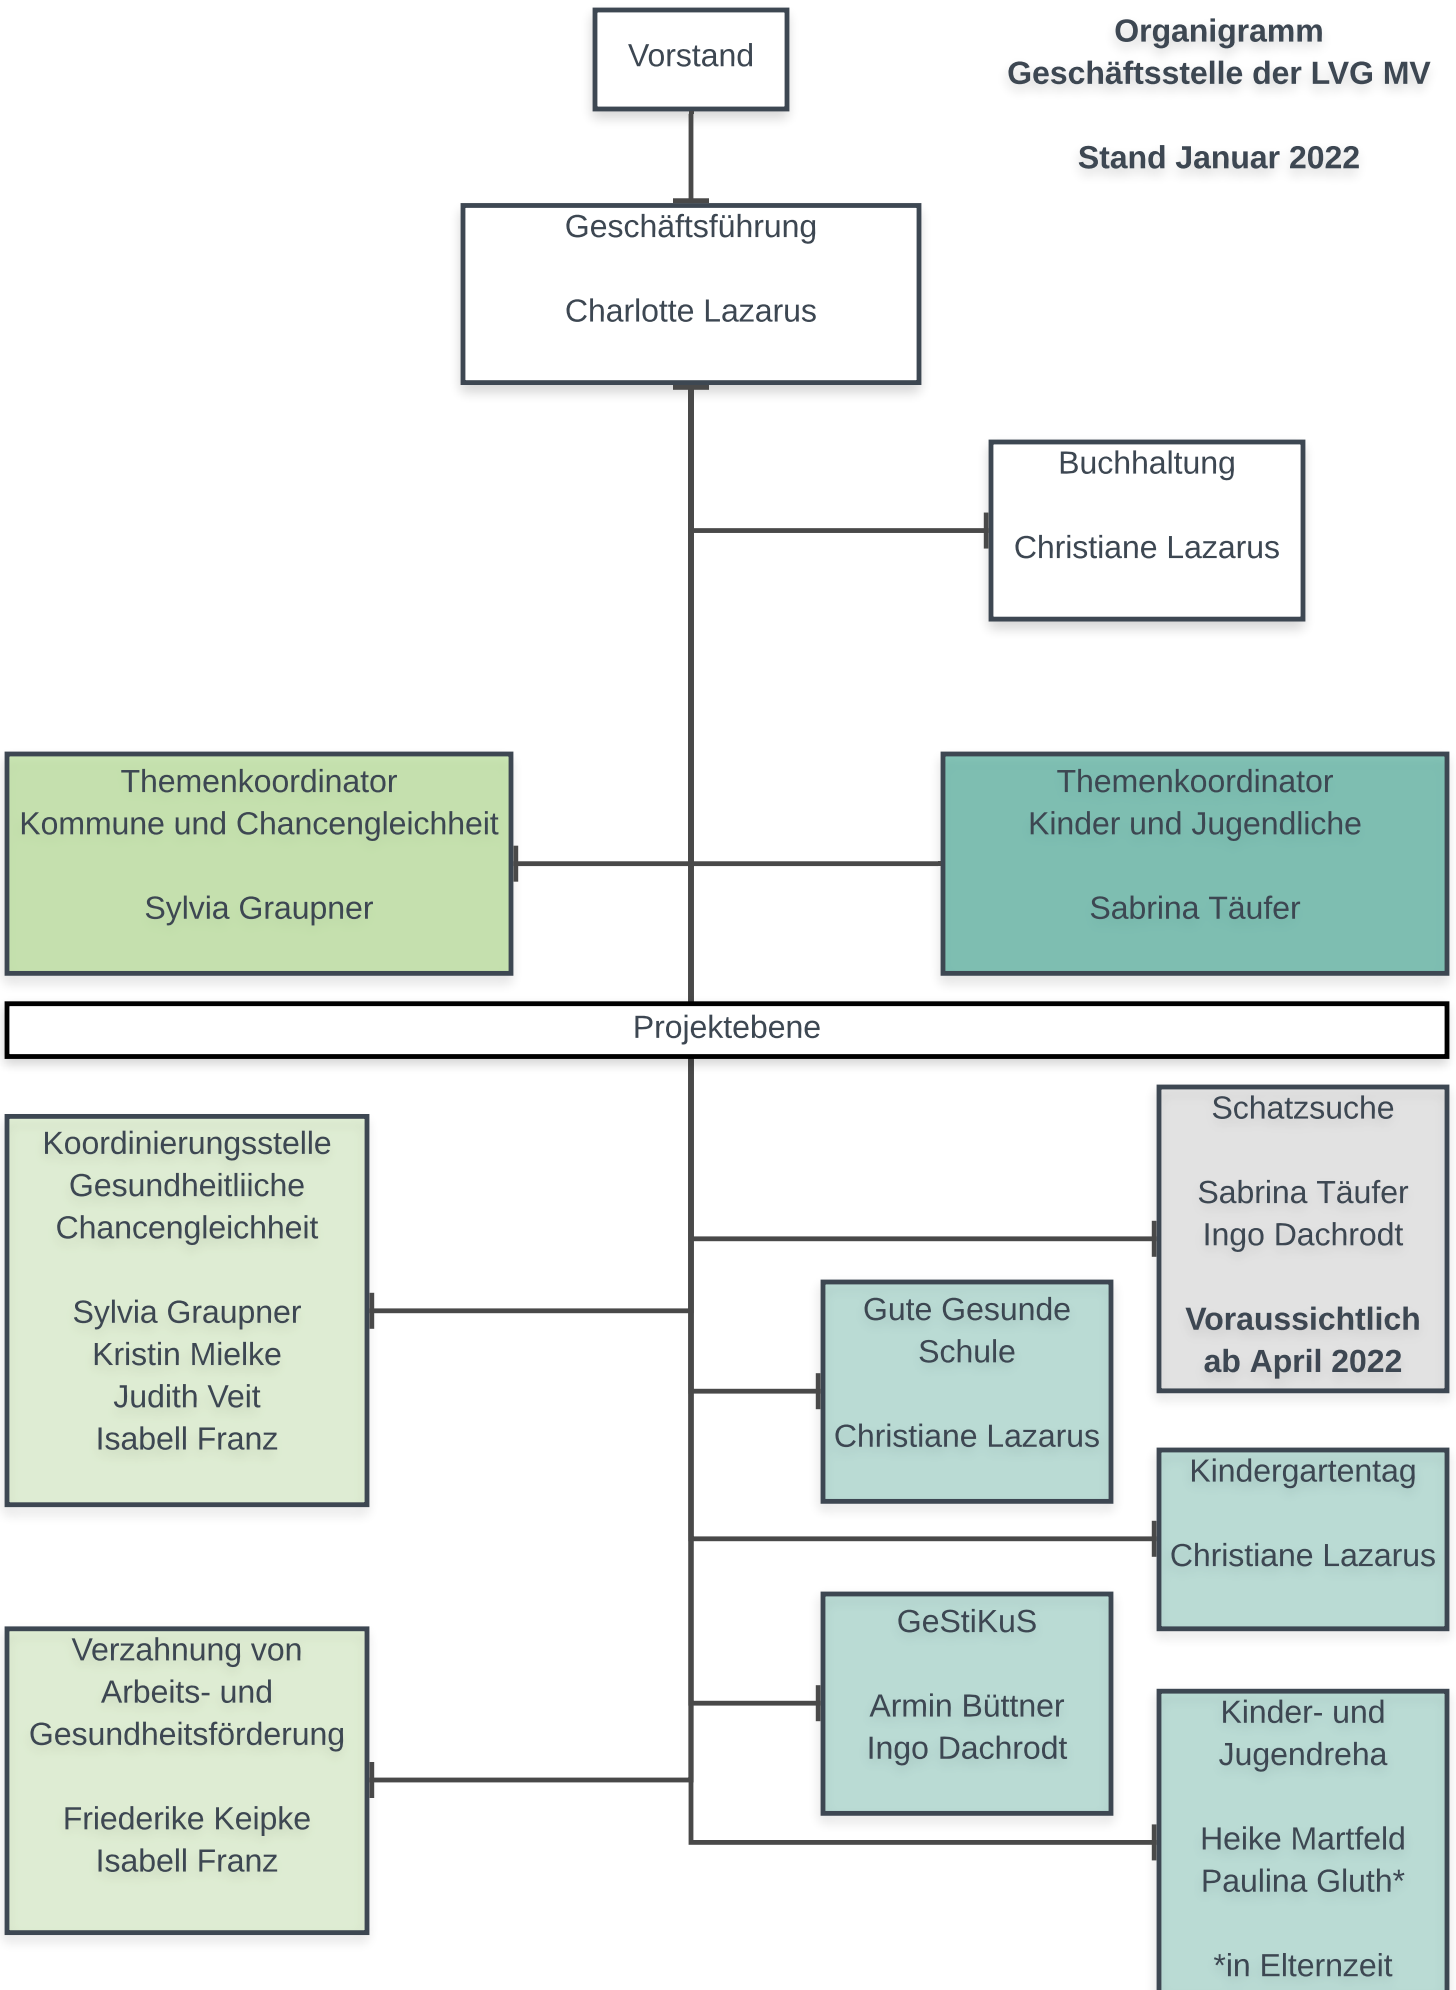 Vorstand
Organigramm
Geschäftsstelle der LVG MV
Stand Januar 2022
Geschäftsführung
Charlotte Lazarus
Buchhaltung
Christiane Lazarus
Themenkoordinator
Kommune und Chancengleichheit
Sylvia Graupner
Themenkoordinator
Kinder und Jugendliche
Sabrina Täufer
Projektebene
Koordinierungsstelle
Gesundheitliiche
Chancengleichheit
Sylvia Graupner
Kristin Mielke
Judith Veit
Isabell Franz
Schatzsuche
Sabrina Täufer
Ingo Dachrodt
Voraussichtlich
ab April 2022
Gute Gesunde
Schule
Christiane Lazarus
Kindergartentag
Christiane Lazarus
GeStiKuS
Armin Büttner
Ingo Dachrodt
Verzahnung von
Arbeits- und
Gesundheitsförderung
Friederike Keipke
Isabell Franz
Kinder- und
Jugendreha
Heike Martfeld
Paulina Gluth*
*in Elternzeit